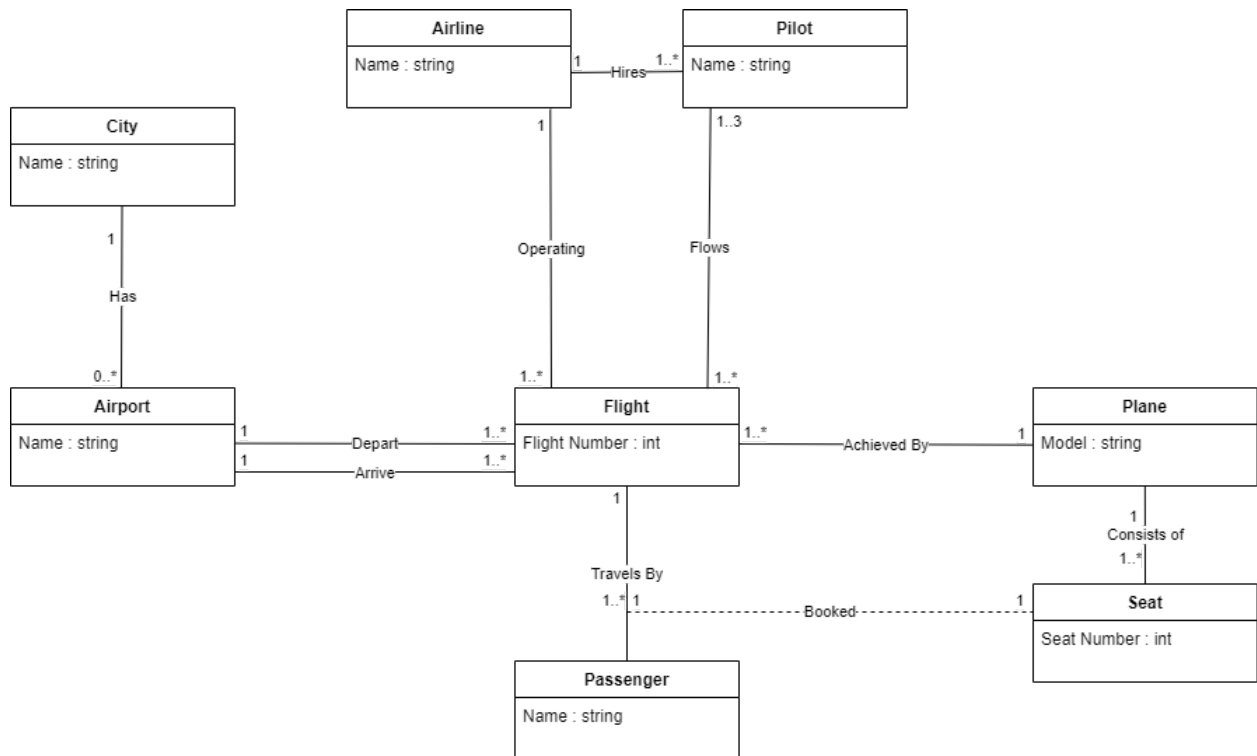 Airline
Name : string
1
Hires
1..*
Pilot
Name : string
City
Name : string
1
1..3
1
Operating
Flows
Has
0..*
1..*
1..*
Airport
Name : string
1
Depart
1..*
1
Arrive
1..*
Flight
Flight Number : int
1..*
Achieved By
1
Plane
Model : string
1
1
Consists of
1..*
Travels By
1..*
1
Booked
1
Seat
Seat Number : int
Passenger
Name : string